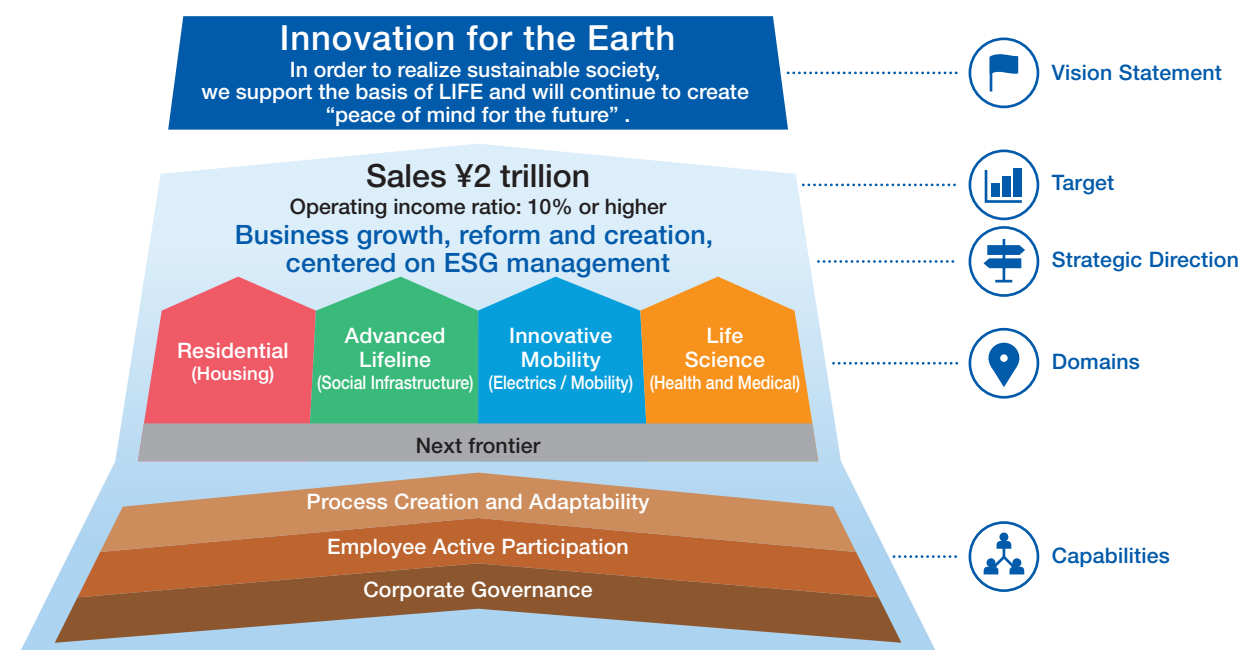 Innovation for the Earth
In order to realize sustainable society,
we support the basis of LIFE and will continue to create
“peace of mind for the future” .
Vision Statement
Sales ¥2 trillion
Operating income ratio: 10% or higher
Target
Business growth, reform and creation,
centered on ESG management
Strategic Direction
Residential
(Housing)
Advanced
Lifeline
(Social Infrastructure)
Innovative
Mobility
(Electrics / Mobility)
Life
Science
(Health and Medical)
Domains
Next frontier
Process Creation and Adaptability
Employee Active Participation
Corporate Governance
Capabilities